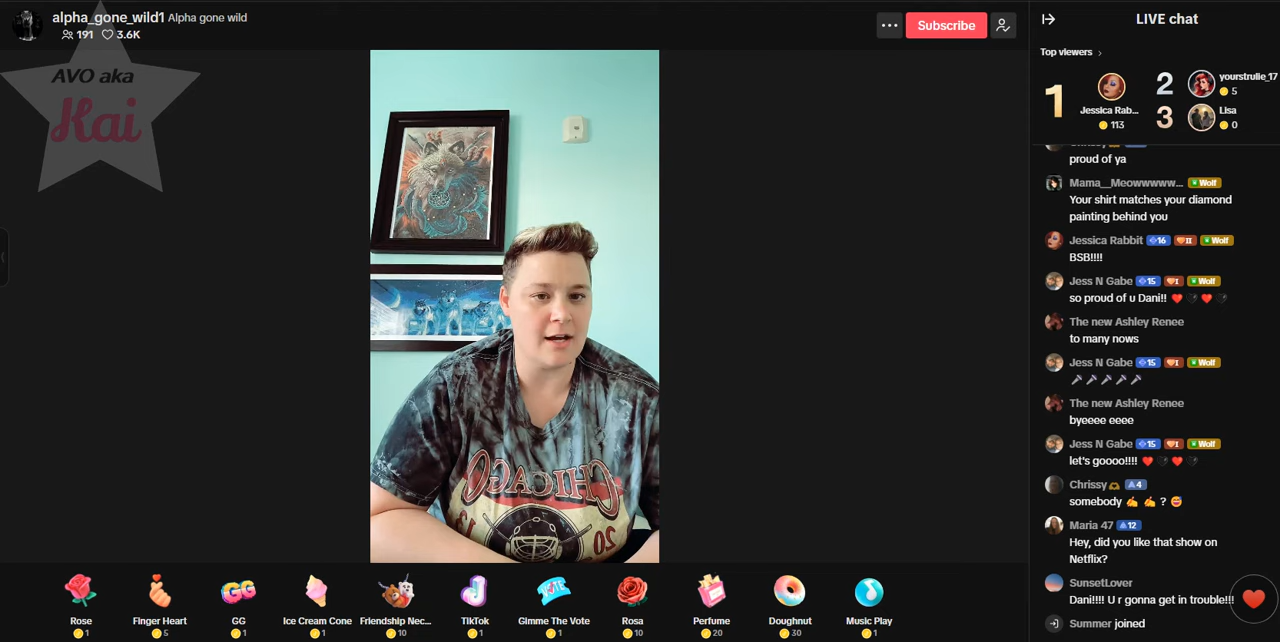 alpha_gone_wild1 Alpha gone wild
191 3.6K
AVO aka
Kai
Subscribe
LIVE chat
Top viewers
1
Jessica Rab...
113
2
yourstrulie_17
5
3
Lisa
0
proud of ya
Mama__Meowwwww... Wolf
Your shirt matches your diamond
painting behind you
Jessica Rabbit 16 II Wolf
BSB!!!!
Jess N Gabe 15 I Wolf
so proud of u Dani!! ❤️🖤❤️🖤
The new Ashley Renee
to many nows
Jess N Gabe 15 I Wolf
The new Ashley Renee
byeeee eeee
Jess N Gabe 15 I Wolf
let's goooo!!!! ❤️🖤❤️🖤
Chrissy 4
somebody ✍️ ✍️ ? 😅
Maria 47 12
Hey, did you like that show on
Netflix?
SunsetLover
Dani!!!! U r gonna get in trouble!!!
Summer joined
CHICAGO
13 20
Rose
1
Finger Heart
5
GG
1
Ice Cream Cone
1
Friendship Nec...
10
TikTok
1
Gimme The Vote
1
Rosa
10
Perfume
20
Doughnut
30
Music Play
1